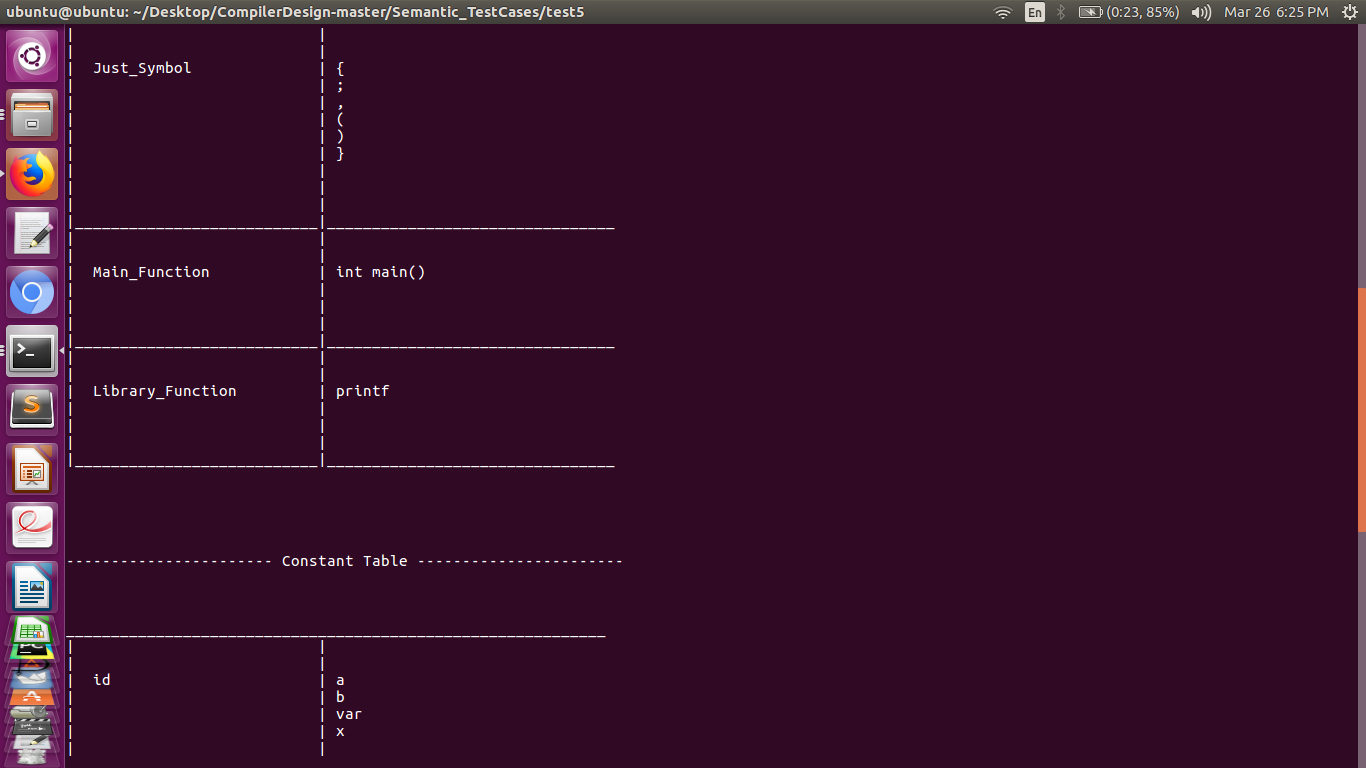 ubuntu@ubuntu: ~/Desktop/CompilerDesign-master/Semantic_TestCases/test5 En (0:23, 85%) Mar 26 6:25 PM
Just_Symbol {
;
,
(
)
}
Main_Function int main()
Library_Function printf
---------------------- Constant Table ----------------------
id a
b
var
x